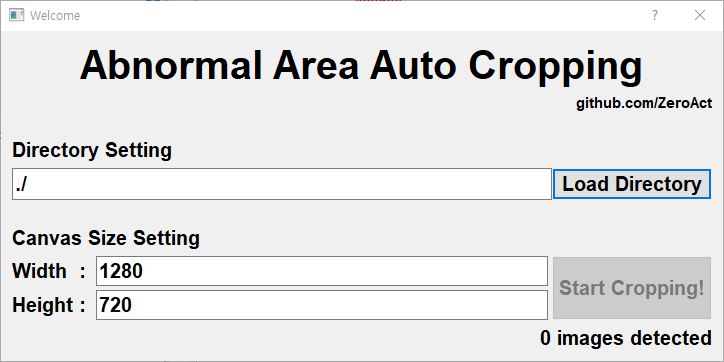 Welcome
Abnormal Area Auto Cropping
github.com/ZeroAct
Directory Setting
./ Load Directory
Canvas Size Setting
Width : 1280
Start Cropping!
Height : 720
0 images detected